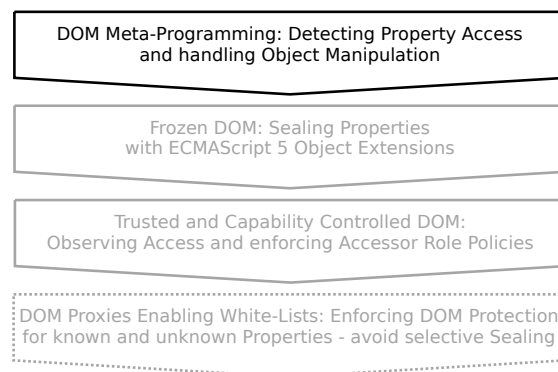 DOM Meta-Programming: Detecting Property Access
and handling Object Manipulation
Frozen DOM: Sealing Properties
with ECMAScript 5 Object Extensions
Trusted and Capability Controlled DOM:
Observing Access and enforcing Accessor Role Policies
DOM Proxies Enabling White-Lists: Enforcing DOM Protection
for known and unknown Properties - avoid selective Sealing